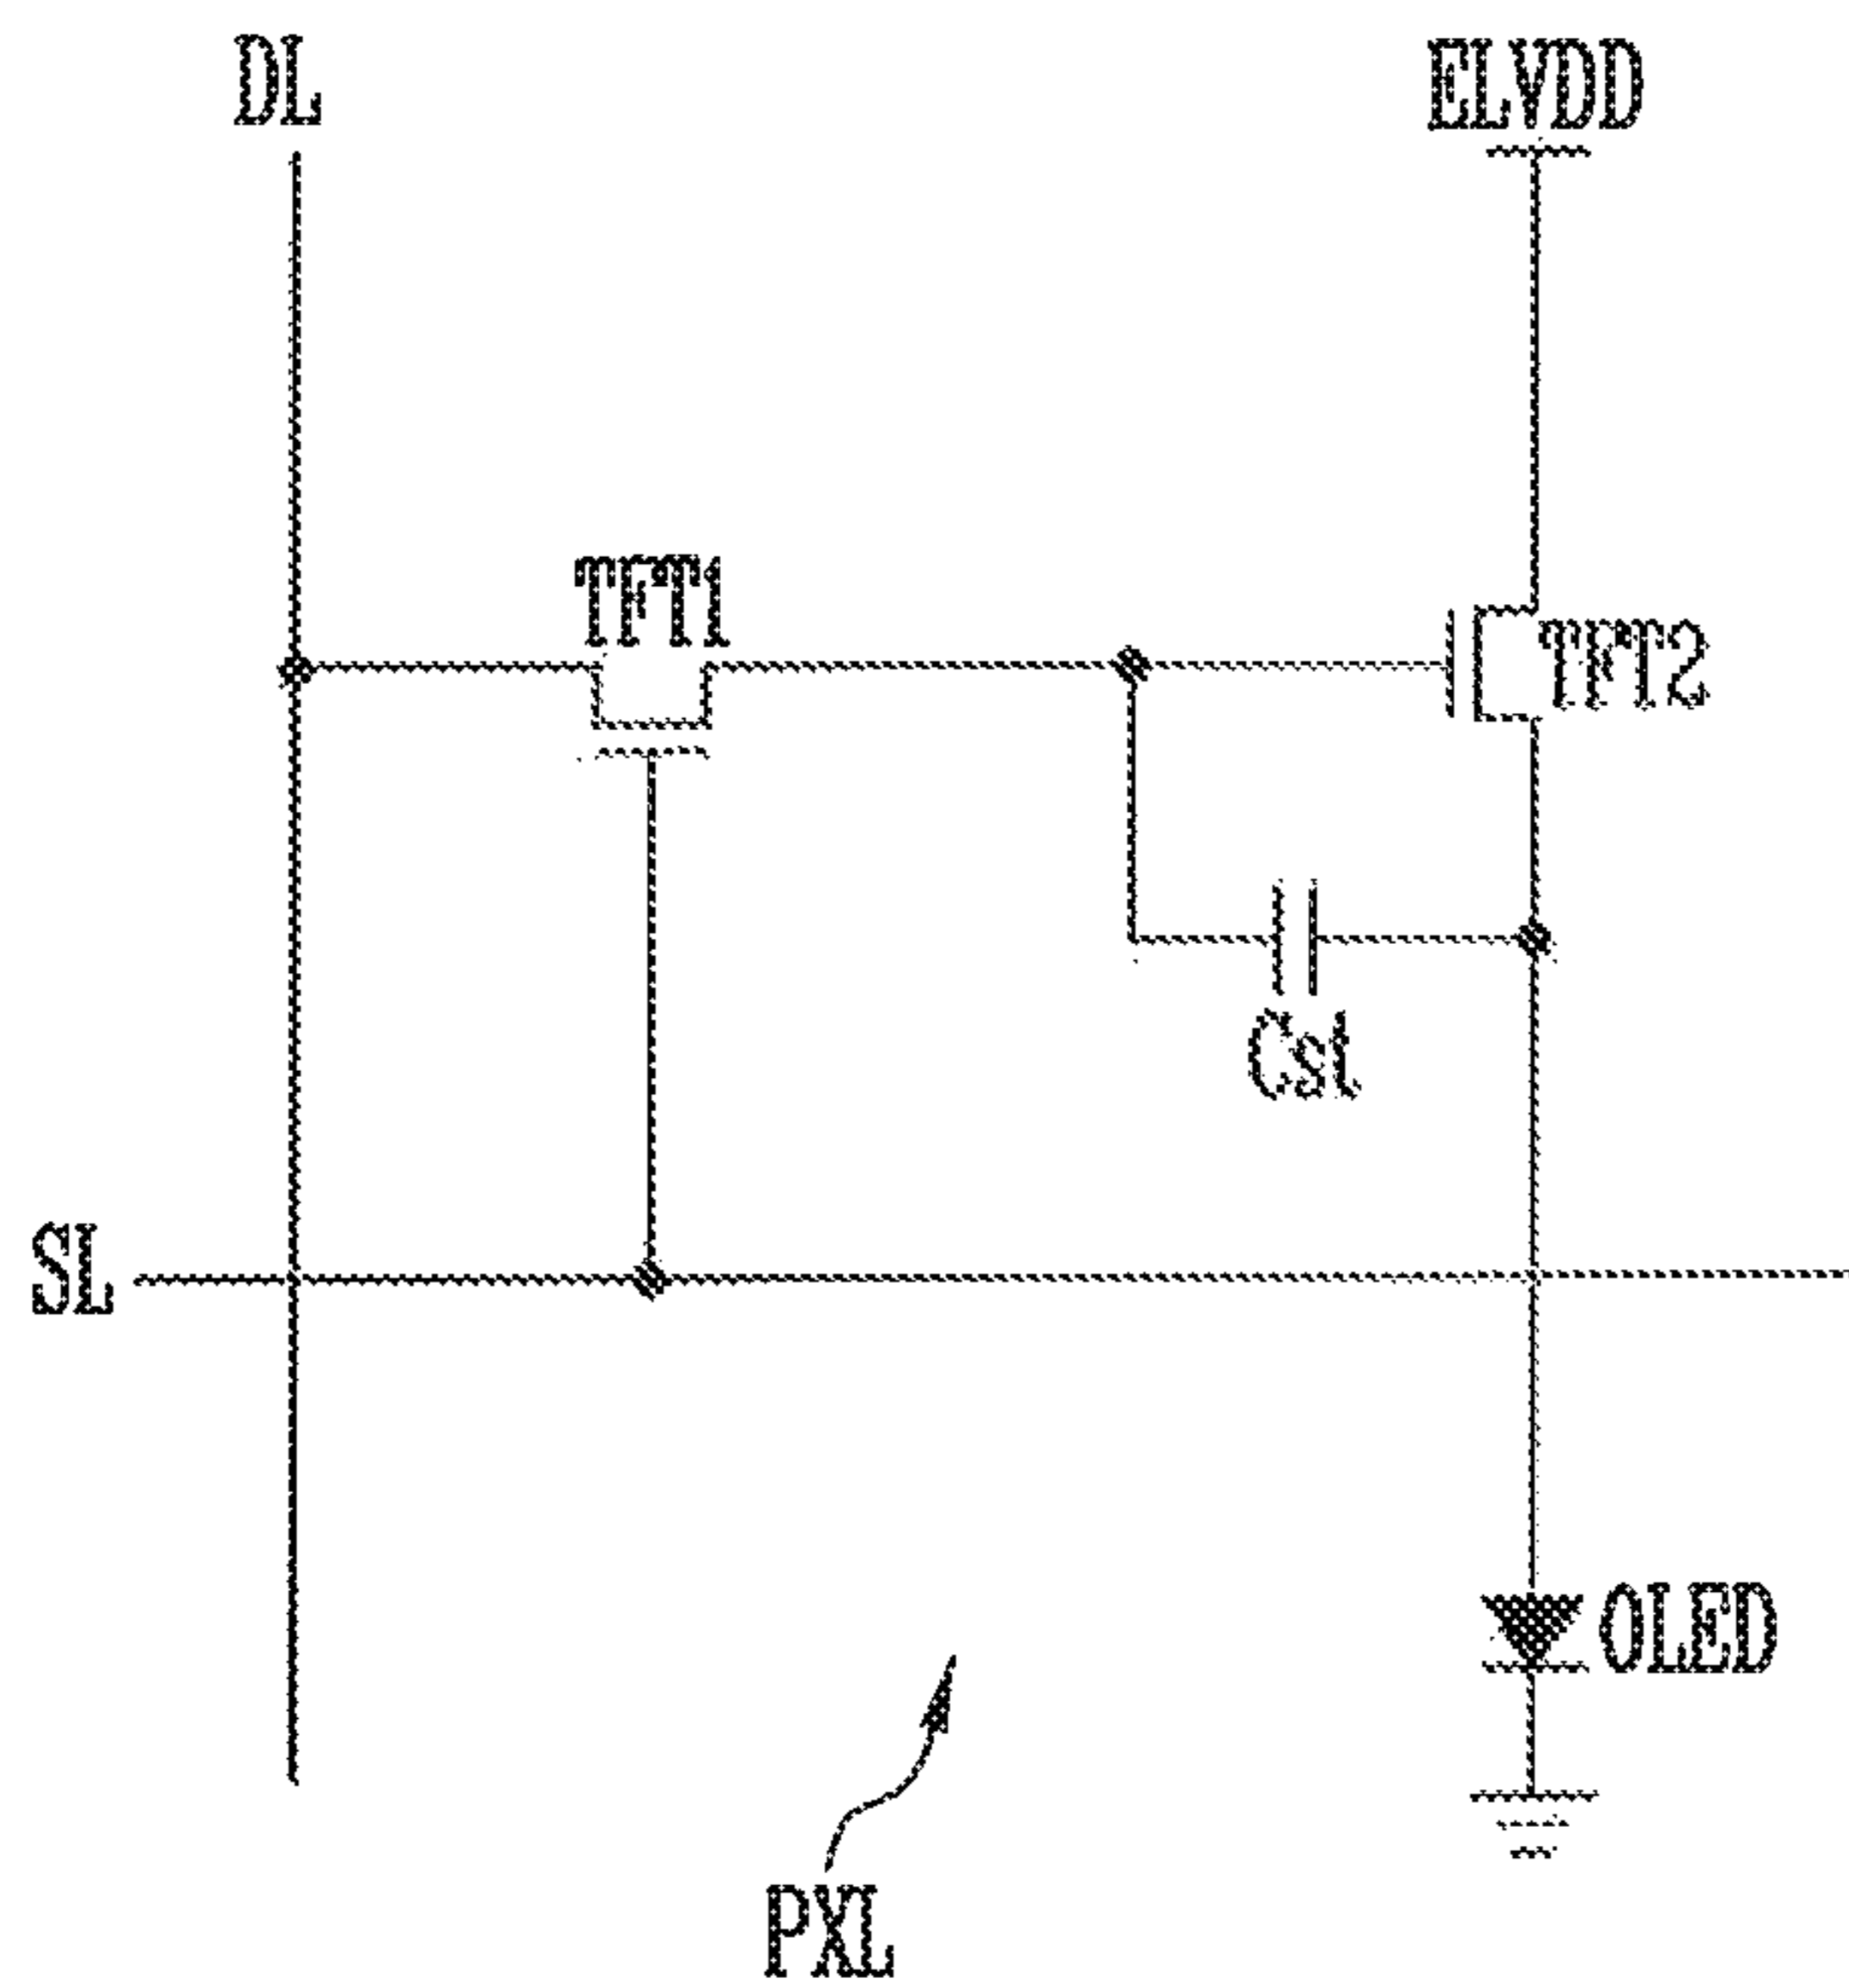 DL
ELVDD
TFT1
TFT2
Cst
SL
OLED
PXL